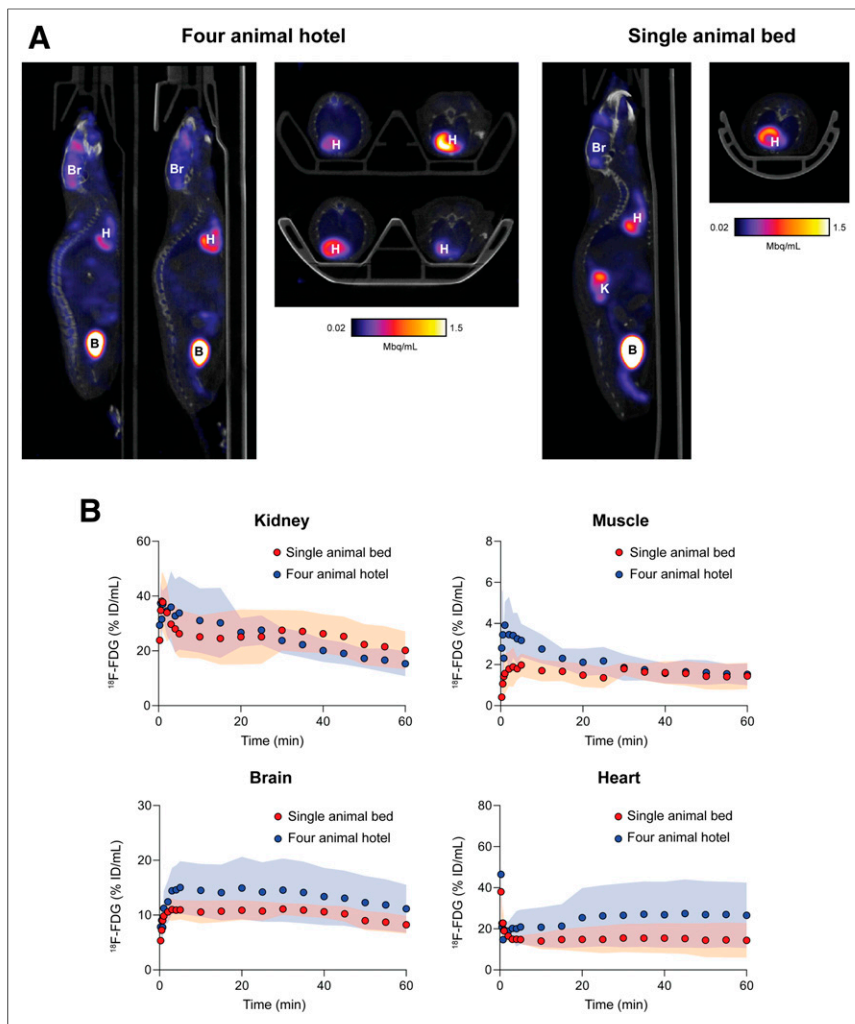 A
Four animal hotel
Single animal bed
Br
Br
H
H
B
B
H
H
H
H
0.02
1.5
Mbq/mL
Br
H
K
B
H
0.02
1.5
Mbq/mL
B
Kidney
Single animal bed
Four animal hotel
¹⁸F-FDG (% ID/mL)
60
40
20
0
0
20
40
60
Time (min)
Muscle
Single animal bed
Four animal hotel
¹⁸F-FDG (% ID/mL)
8
6
4
2
0
0
20
40
60
Time (min)
Brain
Single animal bed
Four animal hotel
¹⁸F-FDG (% ID/mL)
30
20
10
0
0
20
40
60
Time (min)
Heart
Single animal bed
Four animal hotel
¹⁸F-FDG (% ID/mL)
80
60
40
20
0
0
20
40
60
Time (min)